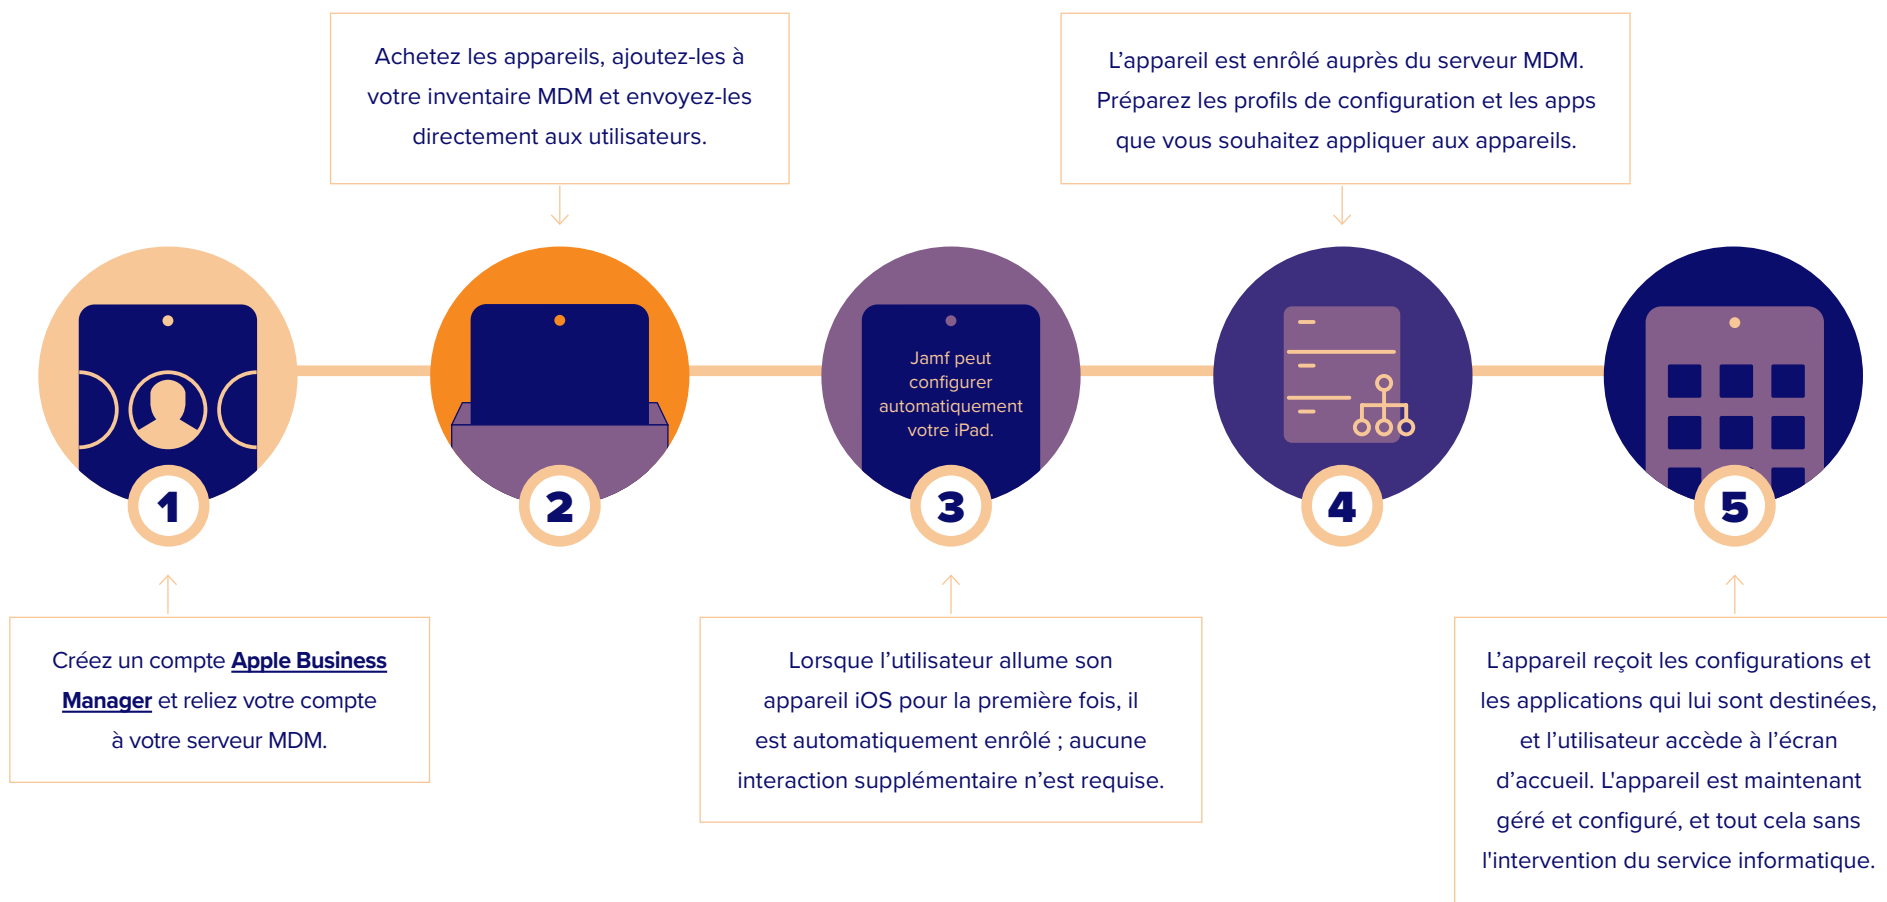 Achetez les appareils, ajoutez-les à
votre inventaire MDM et envoyez-les
directement aux utilisateurs.
L’appareil est enrôlé auprès du serveur MDM.
Préparez les profils de configuration et les apps
que vous souhaitez appliquer aux appareils.
Jamf peut
configurer
automatiquement
votre iPad.
1
2
3
4
5
Créez un compte Apple Business
Manager et reliez votre compte
à votre serveur MDM.
Lorsque l’utilisateur allume son
appareil iOS pour la première fois, il
est automatiquement enrôlé ; aucune
interaction supplémentaire n’est requise.
L’appareil reçoit les configurations et
les applications qui lui sont destinées,
et l’utilisateur accède à l’écran
d’accueil. L'appareil est maintenant
géré et configuré, et tout cela sans
l'intervention du service informatique.